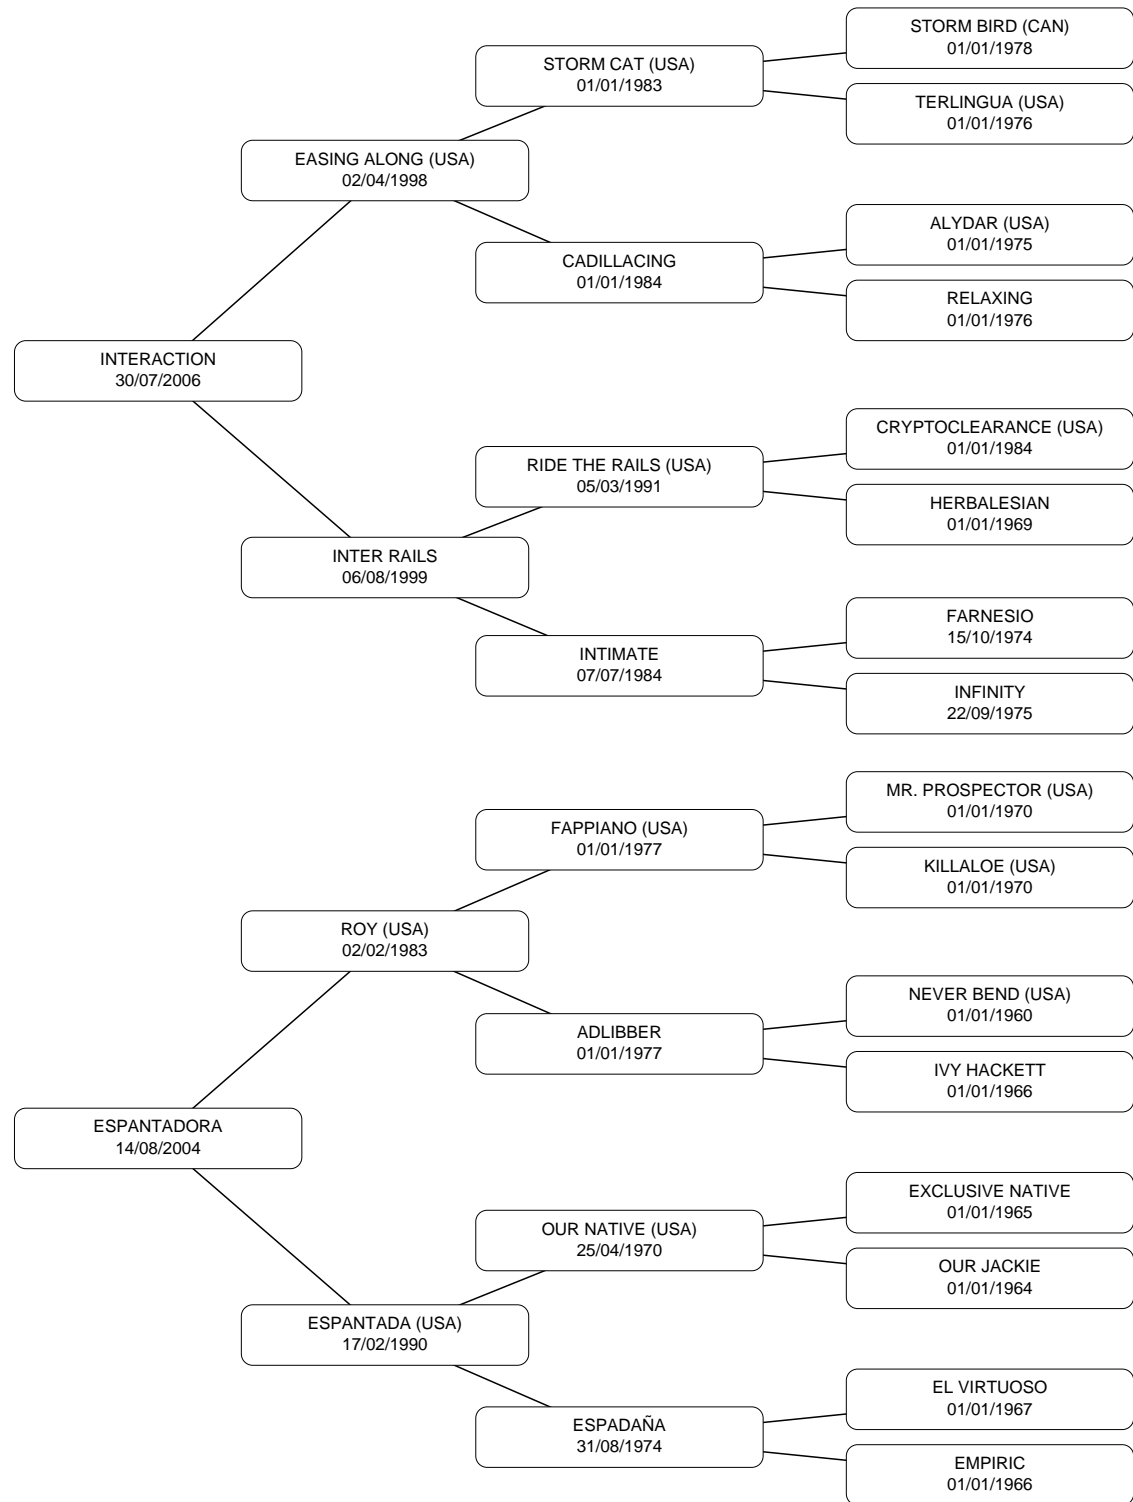 STORM BIRD (CAN)
01/01/1978
STORM CAT (USA)
01/01/1983
TERLINGUA (USA)
01/01/1976
EASING ALONG (USA)
02/04/1998
ALYDAR (USA)
01/01/1975
CADILLACING
01/01/1984
RELAXING
01/01/1976
INTERACTION
30/07/2006
CRYPTOCLEARANCE (USA)
01/01/1984
RIDE THE RAILS (USA)
05/03/1991
HERBALESIAN
01/01/1969
INTER RAILS
06/08/1999
FARNESIO
15/10/1974
INTIMATE
07/07/1984
INFINITY
22/09/1975
MR. PROSPECTOR (USA)
01/01/1970
FAPPIANO (USA)
01/01/1977
KILLALOE (USA)
01/01/1970
ROY (USA)
02/02/1983
NEVER BEND (USA)
01/01/1960
ADLIBBER
01/01/1977
IVY HACKETT
01/01/1966
ESPANTADORA
14/08/2004
EXCLUSIVE NATIVE
01/01/1965
OUR NATIVE (USA)
25/04/1970
OUR JACKIE
01/01/1964
ESPANTADA (USA)
17/02/1990
EL VIRTUOSO
01/01/1967
ESPADAÑA
31/08/1974
EMPIRIC
01/01/1966